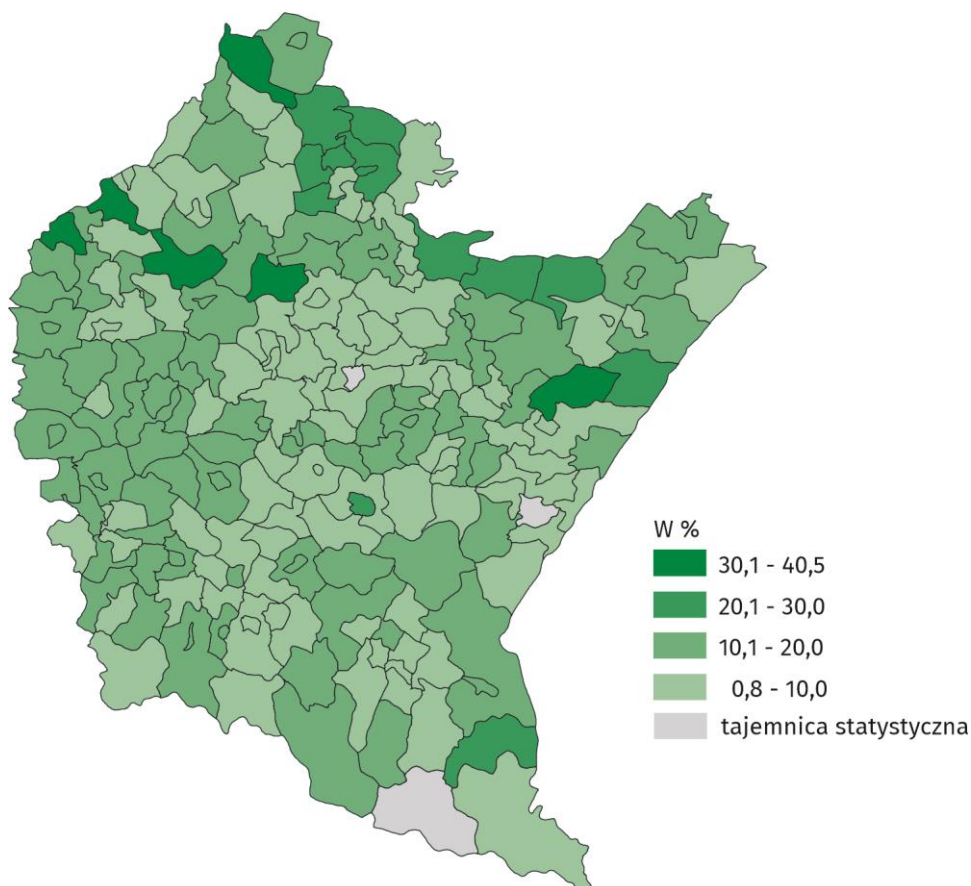 W %
30,1 - 40,5
20,1 - 30,0
10,1 - 20,0
0,8 - 10,0
tajemnica statystyczna